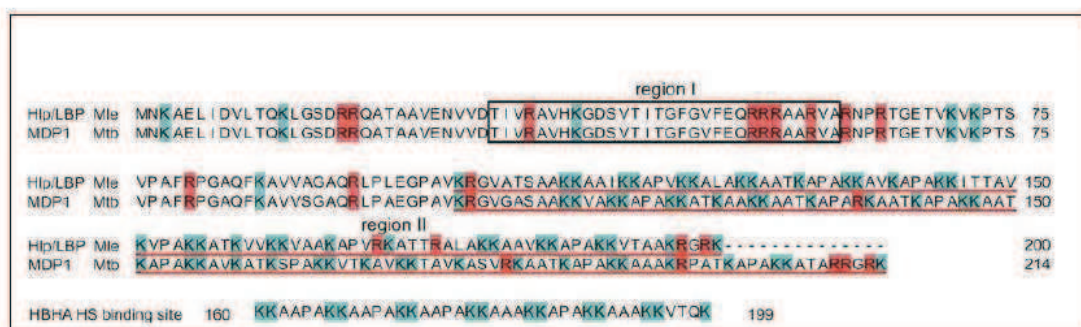 region I
Hlp/LBP Mle MNKAELIDVLTQKLGSDRRQATAAVENVVDTIVRAVHKGDSVTITGFGVFEQRRRAARVARNPRTGETVKVKPTS 75
MDP1 Mtb MNKAELIDVLTQKLGSDRRQATAAVENVVDTIVRAVHKGDSVTITGFGVFEQRRRAARVARNPRTGETVKVKPTS 75
Hlp/LBP Mle VPAFRPGAQFKAVVAGAQRLPLEGPAVKRGVATSAAKKAAIKKAPVKKALAKKAATKAPAKKAVKAPAKKITTAV 150
MDP1 Mtb VPAFRPGAQFKAVVSGAQRLPAEGPAVKRGVGASAAKKVAKKAPAKKATKAAKKAATKAPARKAATKAPAKKAAT 150
region II
Hlp/LBP Mle KVPAKKATKVVKKVAAKAPVRKATTRALAKKAAVKKAPAKKVTAAKRGRK-------------- 200
MDP1 Mtb KAPAKKAVKATKSPAKKVTKAVKKTAVKASVRKAATKAPAKKAAAKRPATKAPAKKATARRGRK 214
HBHA HS binding site 160 KKAAPAKKAAPAKKAAPAKKAAAKKAPAKKAAAKKVTQK 199